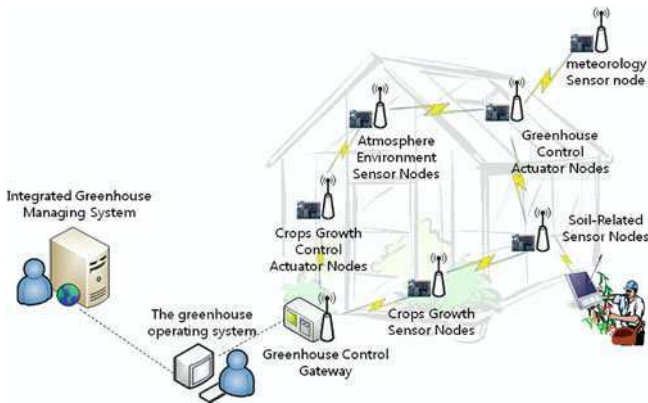 meteorology
Sensor node
Atmosphere
Environment
Sensor Nodes
Greenhouse
Control
Actuator Nodes
Integrated Greenhouse
Managing System
Crops Growth
Control
Actuator Nodes
Soil-Related
Sensor Nodes
The greenhouse
operating system
Crops Growth
Sensor Nodes
Greenhouse Control
Gateway